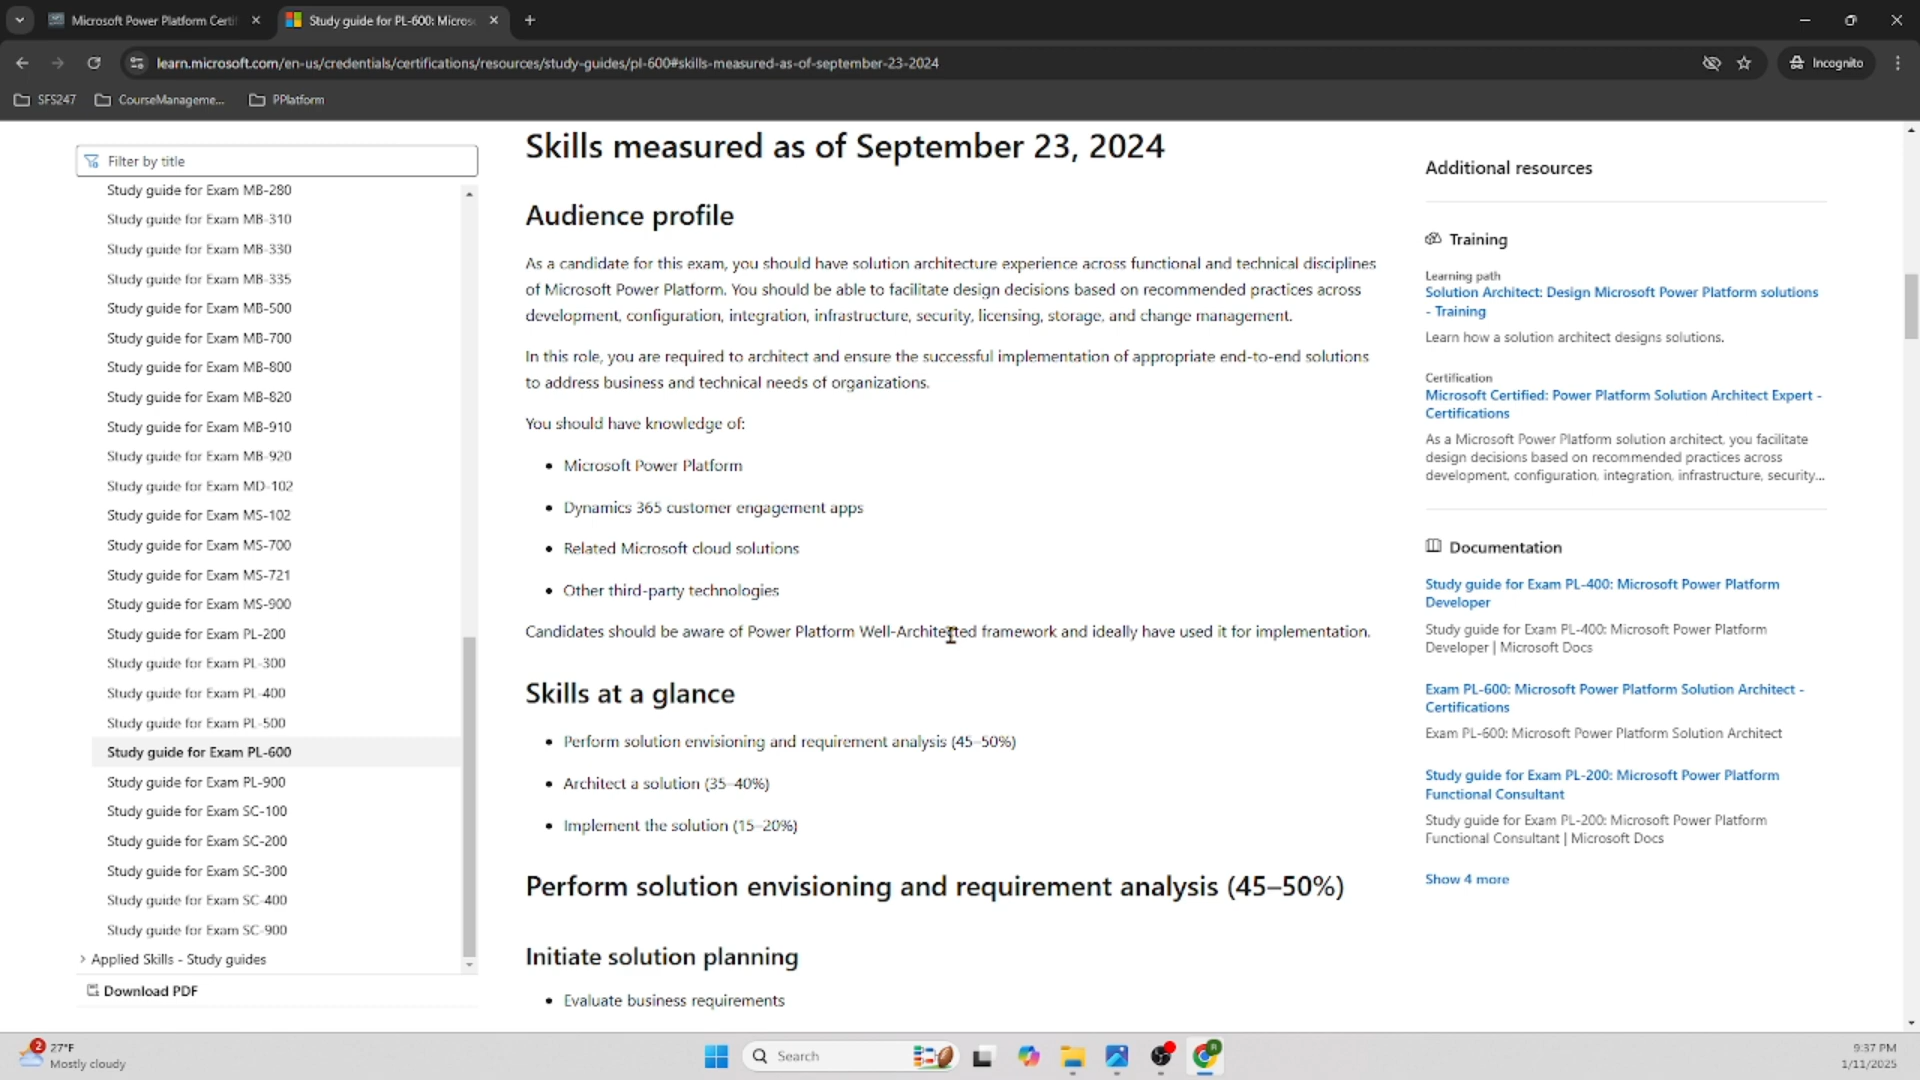 Microsoft Power Platform Certi
Study guide for PL-600: Micros
learn.microsoft.com/en-us/credentials/certifications/resources/study-guides/pl-600#skills-measured-as-of-september-23-2024
Incognito
SFS247
CourseManageme...
PPlatform
Filter by title
Study guide for Exam MB-280
Study guide for Exam MB-310
Study guide for Exam MB-330
Study guide for Exam MB-335
Study guide for Exam MB-500
Study guide for Exam MB-700
Study guide for Exam MB-800
Study guide for Exam MB-820
Study guide for Exam MB-910
Study guide for Exam MB-920
Study guide for Exam MD-102
Study guide for Exam MS-102
Study guide for Exam MS-700
Study guide for Exam MS-721
Study guide for Exam MS-900
Study guide for Exam PL-200
Study guide for Exam PL-300
Study guide for Exam PL-400
Study guide for Exam PL-500
Study guide for Exam PL-600
Study guide for Exam PL-900
Study guide for Exam SC-100
Study guide for Exam SC-200
Study guide for Exam SC-300
Study guide for Exam SC-400
Study guide for Exam SC-900
Applied Skills - Study guides
Download PDF
Skills measured as of September 23, 2024
Audience profile
As a candidate for this exam, you should have solution architecture experience across functional and technical disciplines
of Microsoft Power Platform. You should be able to facilitate design decisions based on recommended practices across
development, configuration, integration, infrastructure, security, licensing, storage, and change management.
In this role, you are required to architect and ensure the successful implementation of appropriate end-to-end solutions
to address business and technical needs of organizations.
You should have knowledge of:
• Microsoft Power Platform
• Dynamics 365 customer engagement apps
• Related Microsoft cloud solutions
• Other third-party technologies
Candidates should be aware of Power Platform Well-Architected framework and ideally have used it for implementation.
Skills at a glance
• Perform solution envisioning and requirement analysis (45–50%)
• Architect a solution (35–40%)
• Implement the solution (15–20%)
Perform solution envisioning and requirement analysis (45–50%)
Initiate solution planning
• Evaluate business requirements
Additional resources
Training
Learning path
Solution Architect: Design Microsoft Power Platform solutions
- Training
Learn how a solution architect designs solutions.
Certification
Microsoft Certified: Power Platform Solution Architect Expert -
Certifications
As a Microsoft Power Platform solution architect, you facilitate
design decisions based on recommended practices across
development, configuration, integration, infrastructure, security...
Documentation
Study guide for Exam PL-400: Microsoft Power Platform
Developer
Study guide for Exam PL-400: Microsoft Power Platform
Developer | Microsoft Docs
Exam PL-600: Microsoft Power Platform Solution Architect -
Certifications
Exam PL-600: Microsoft Power Platform Solution Architect
Study guide for Exam PL-200: Microsoft Power Platform
Functional Consultant
Study guide for Exam PL-200: Microsoft Power Platform
Functional Consultant | Microsoft Docs
Show 4 more
2
27°F
Mostly cloudy
Search
R
9:37 PM
1/11/2025